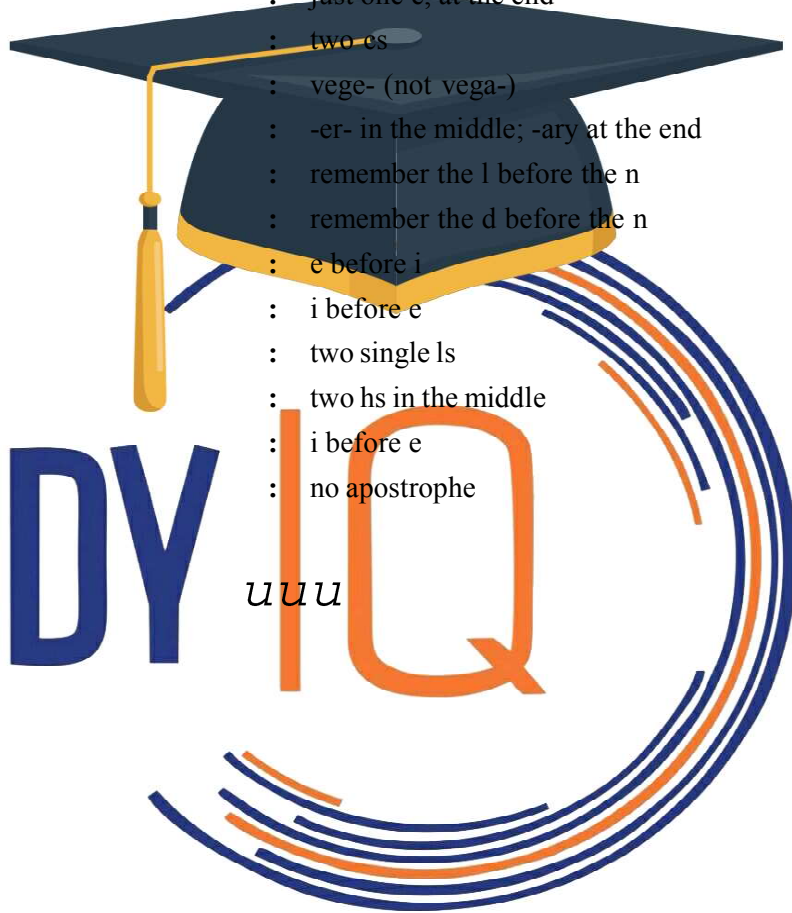 : just one e, at the end
: two cs
: vege- (not vega-)
: -er- in the middle; -ary at the end
: remember the l before the n
: remember the d before the n
: e before i
: i before e
: two single ls
: two hs in the middle
: i before e
: no apostrophe
uuu
DY IQ